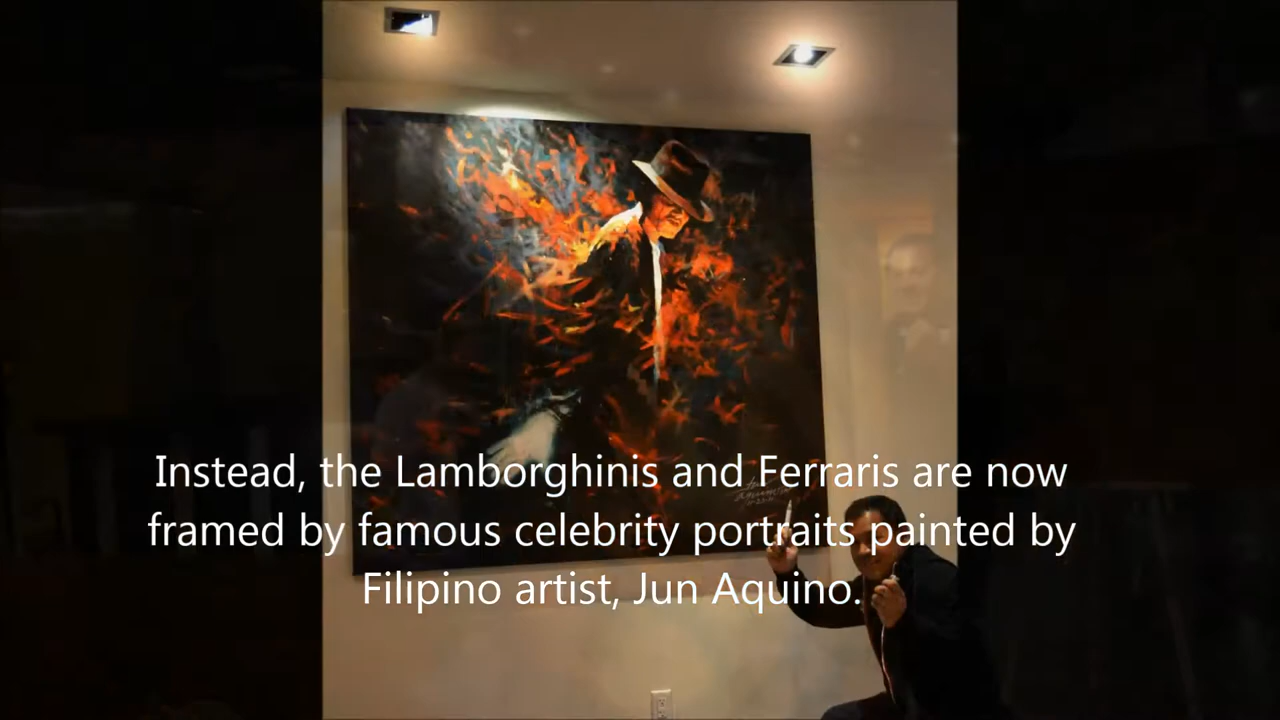 Instead, the Lamborghinis and Ferraris are now
framed by famous celebrity portraits painted by
Filipino artist, Jun Aquino.